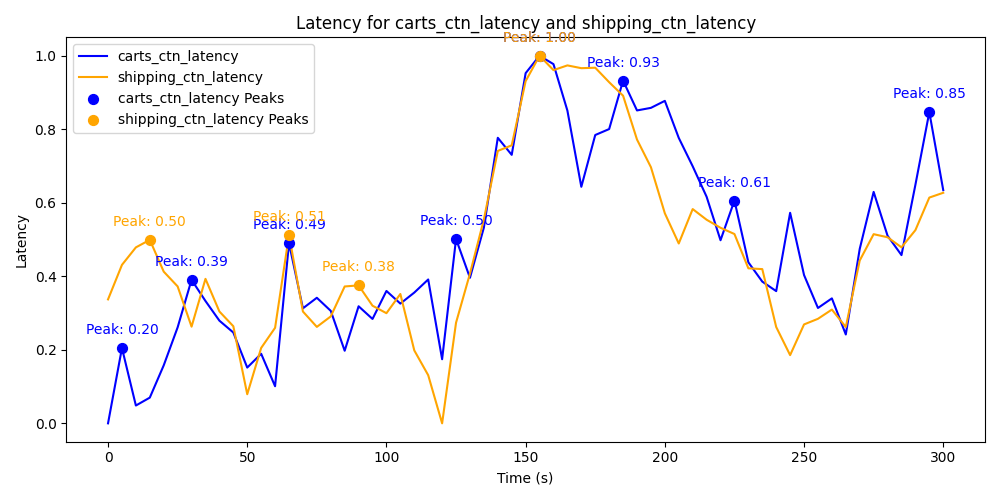 Latency for carts_ctn_latency and shipping_ctn_latency
Peak: 1.00
Peak: 1.00
carts_ctn_latency
shipping_ctn_latency
carts_ctn_latency Peaks
shipping_ctn_latency Peaks
Peak: 0.93
Peak: 0.85
Peak: 0.61
Peak: 0.50
Peak: 0.51
Peak: 0.49
Peak: 0.50
Peak: 0.39
Peak: 0.38
Peak: 0.20
Latency
1.0
0.8
0.6
0.4
0.2
0.0
0
50
100
150
200
250
300
Time (s)